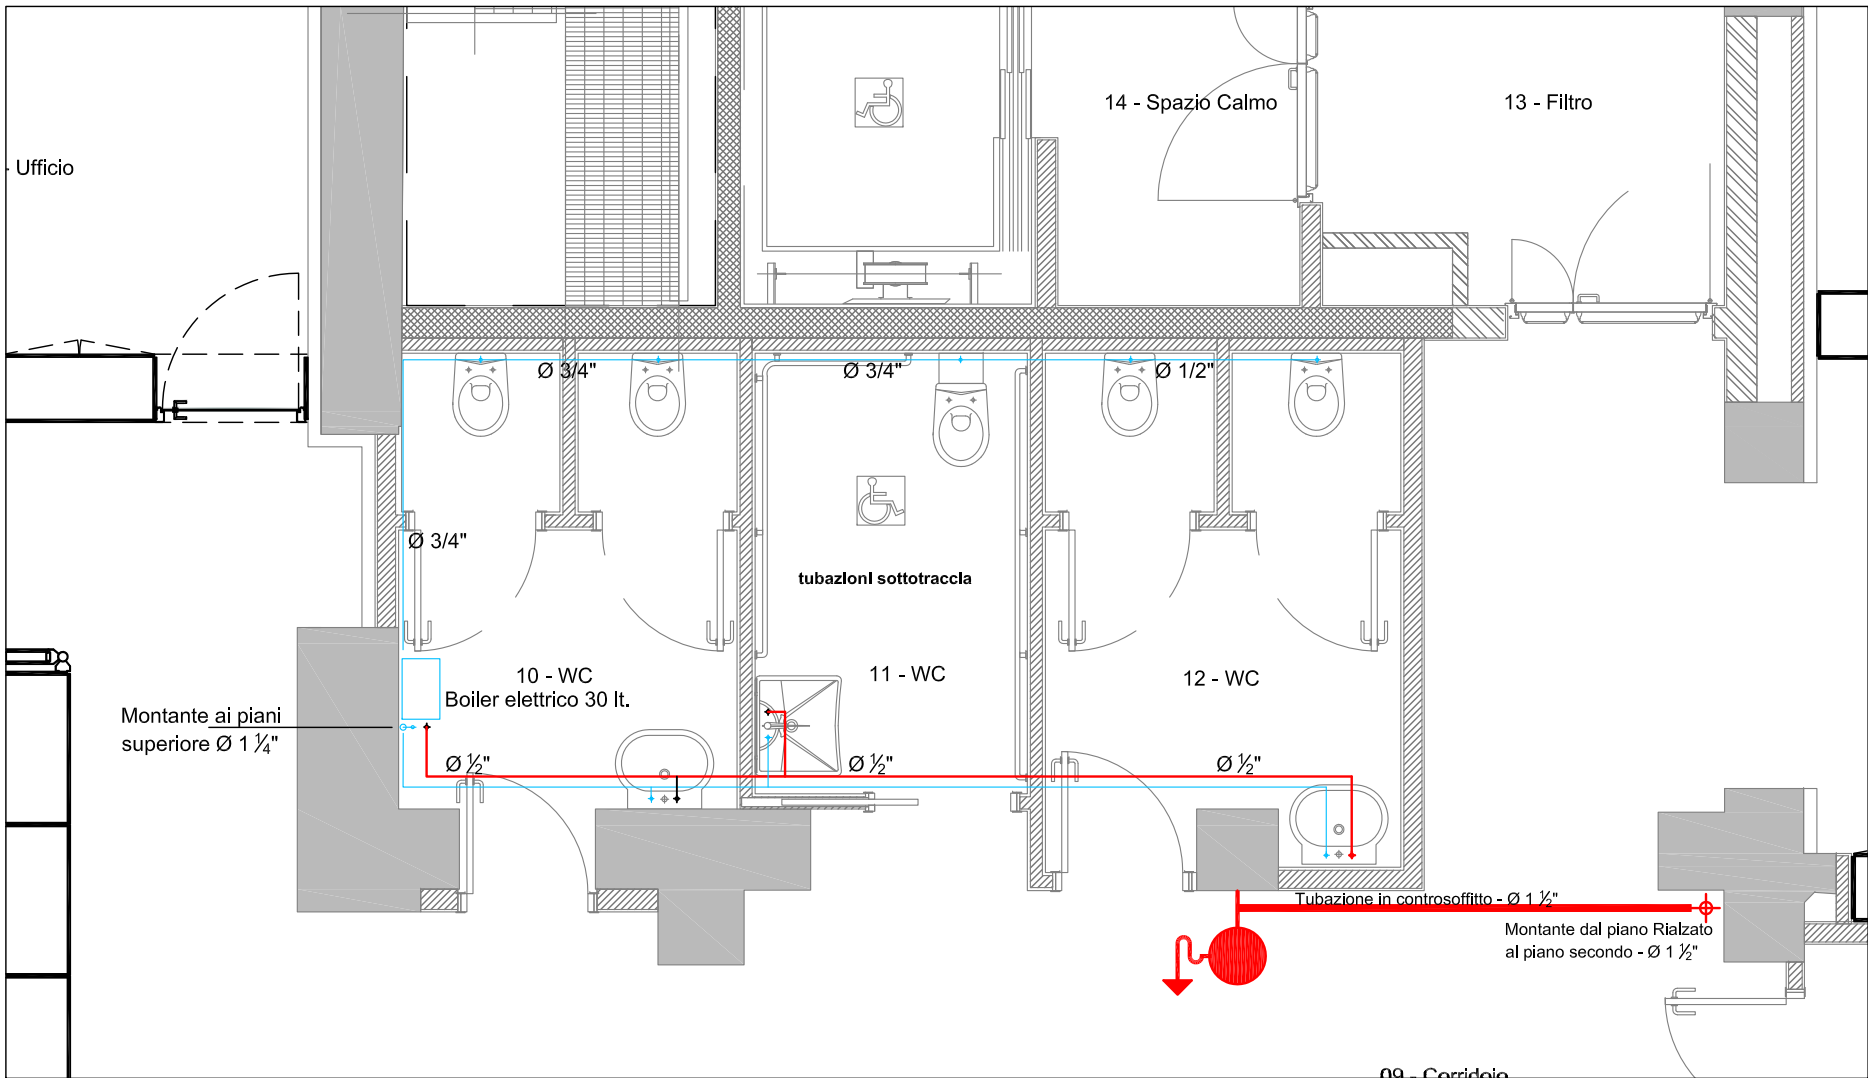 14 - Spazio Calmo
13 - Filtro
- Ufficio
Ø 3/4"
Ø 3/4"
Ø 1/2"
Ø 3/4"
tubazioni sottotraccia
10 - WC
Boiler elettrico 30 lt.
11 - WC
12 - WC
Montante ai piani
superiore Ø 1 ¼"
Ø ½"
Ø ½"
Ø ½"
Tubazione in controsoffitto - Ø 1 ½"
Montante dal piano Rialzato
al piano secondo - Ø 1 ½"
09 - Corridoio